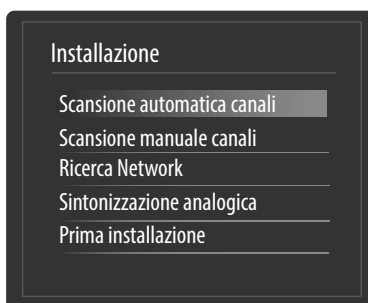 Installazione
Scansione automatica canali
Scansione manuale canali
Ricerca Network
Sintonizzazione analogica
Prima installazione